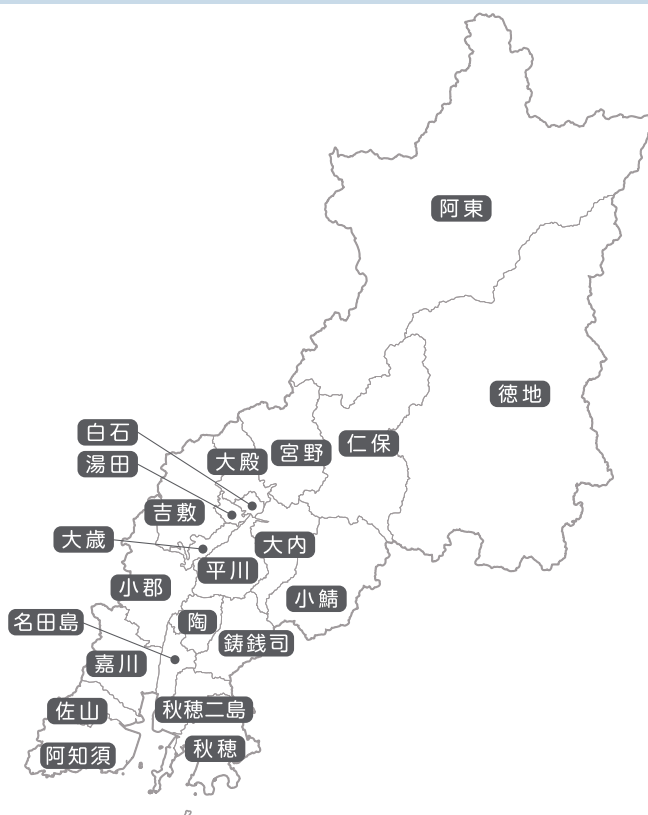 阿東
徳地
白石
大殿
宮野
仁保
湯田
吉敷
大歳
大内
平川
小郡
小鯖
名田島
陶
鋳銭司
嘉川
佐山
秋穂二島
阿知須
秋穂